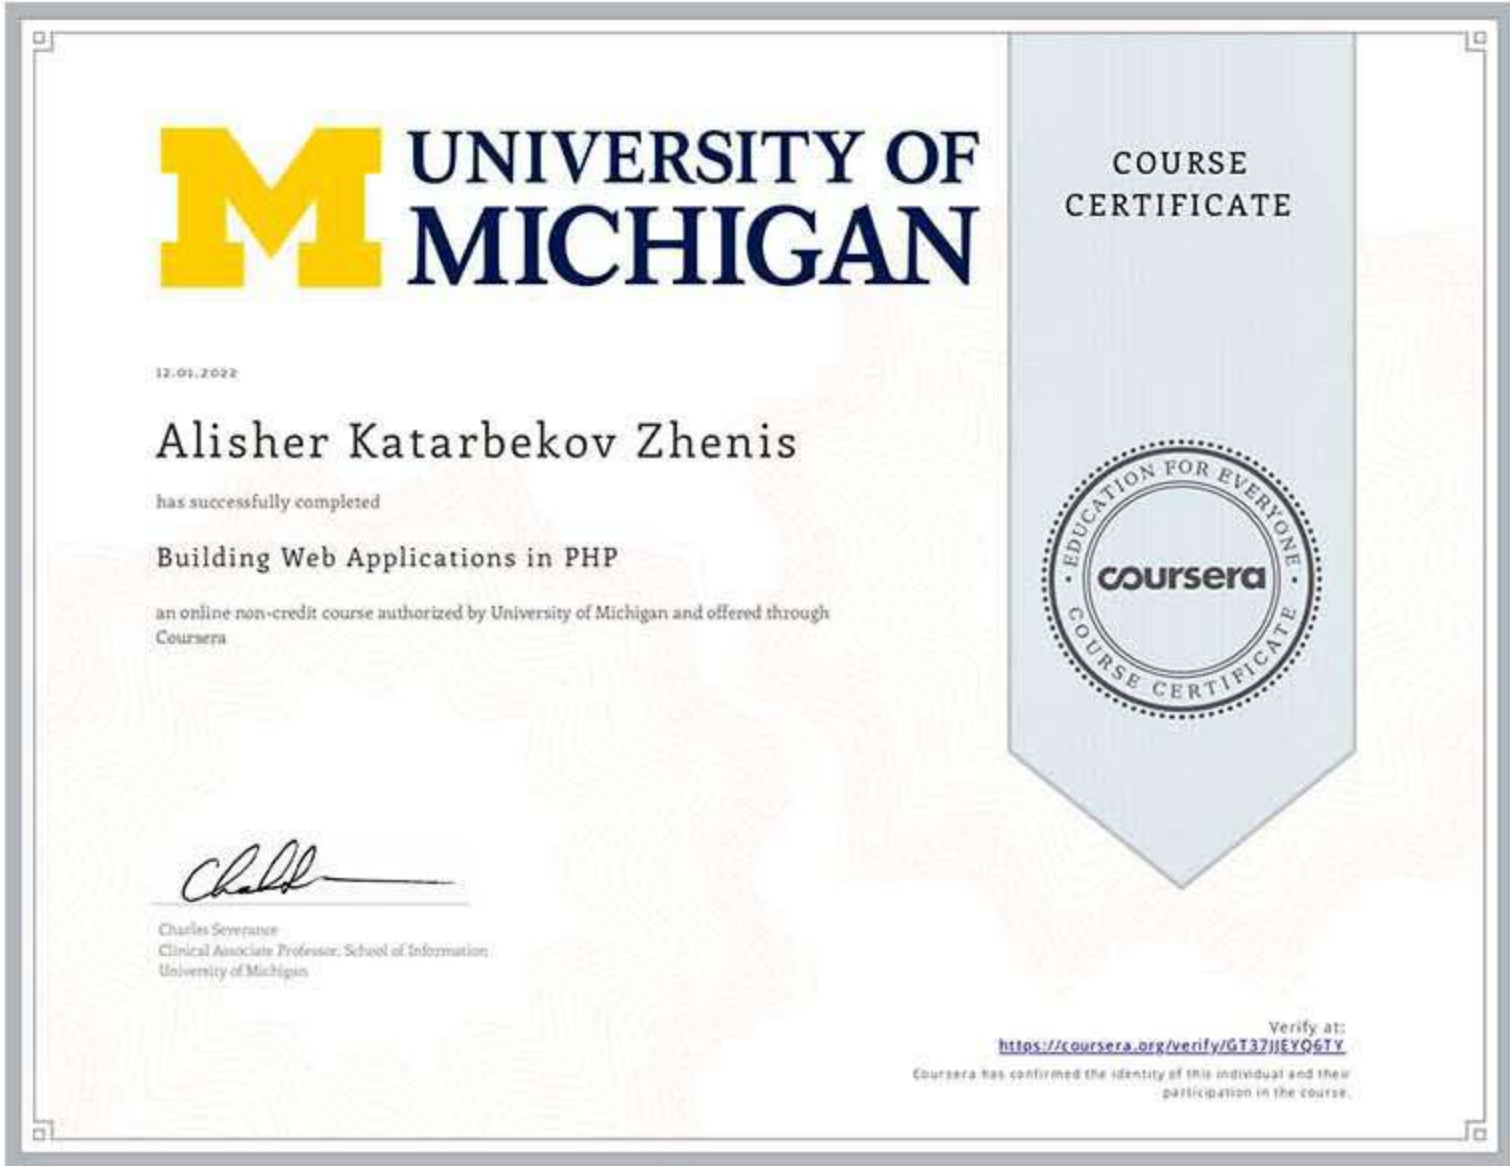 UNIVERSITY OF
MICHIGAN
COURSE
CERTIFICATE
12.01.2022
Alisher Katarbekov Zhenis
has successfully completed
Building Web Applications in PHP
an online non-credit course authorized by University of Michigan and offered through
Coursera
EDUCATION FOR EVERYONE
coursera
COURSE CERTIFICATE
Charles Severance
Clinical Associate Professor, School of Information
University of Michigan
Verify at:
https://coursera.org/verify/GT37JJEYQ6TY
Coursera has confirmed the identity of this individual and their
participation in the course.